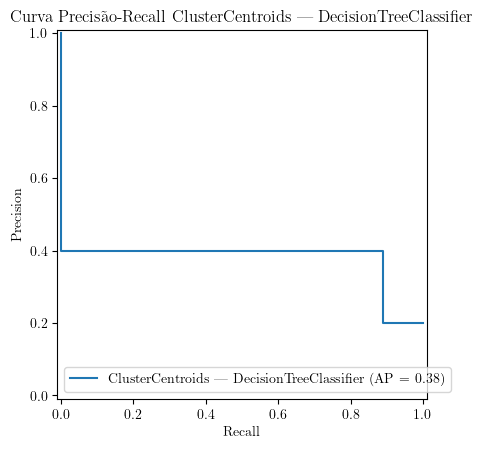 Curva Precisão-Recall ClusterCentroids — DecisionTreeClassifier
1.0
0.8
0.6
0.4
0.2
0.0
Precision
ClusterCentroids — DecisionTreeClassifier (AP = 0.38)
0.0 0.2 0.4 0.6 0.8 1.0
Recall